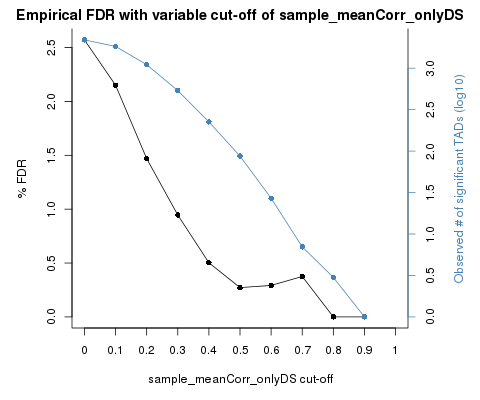 Empirical FDR with variable cut-off of sample_meanCorr_onlyDS
% FDR
2.5
2.0
1.5
1.0
0.5
0.0
3.0
2.5
2.0
1.5
1.0
0.5
0.0
Observed # of significant TADs (log10)
0 0.1 0.2 0.3 0.4 0.5 0.6 0.7 0.8 0.9 1
sample_meanCorr_onlyDS cut-off